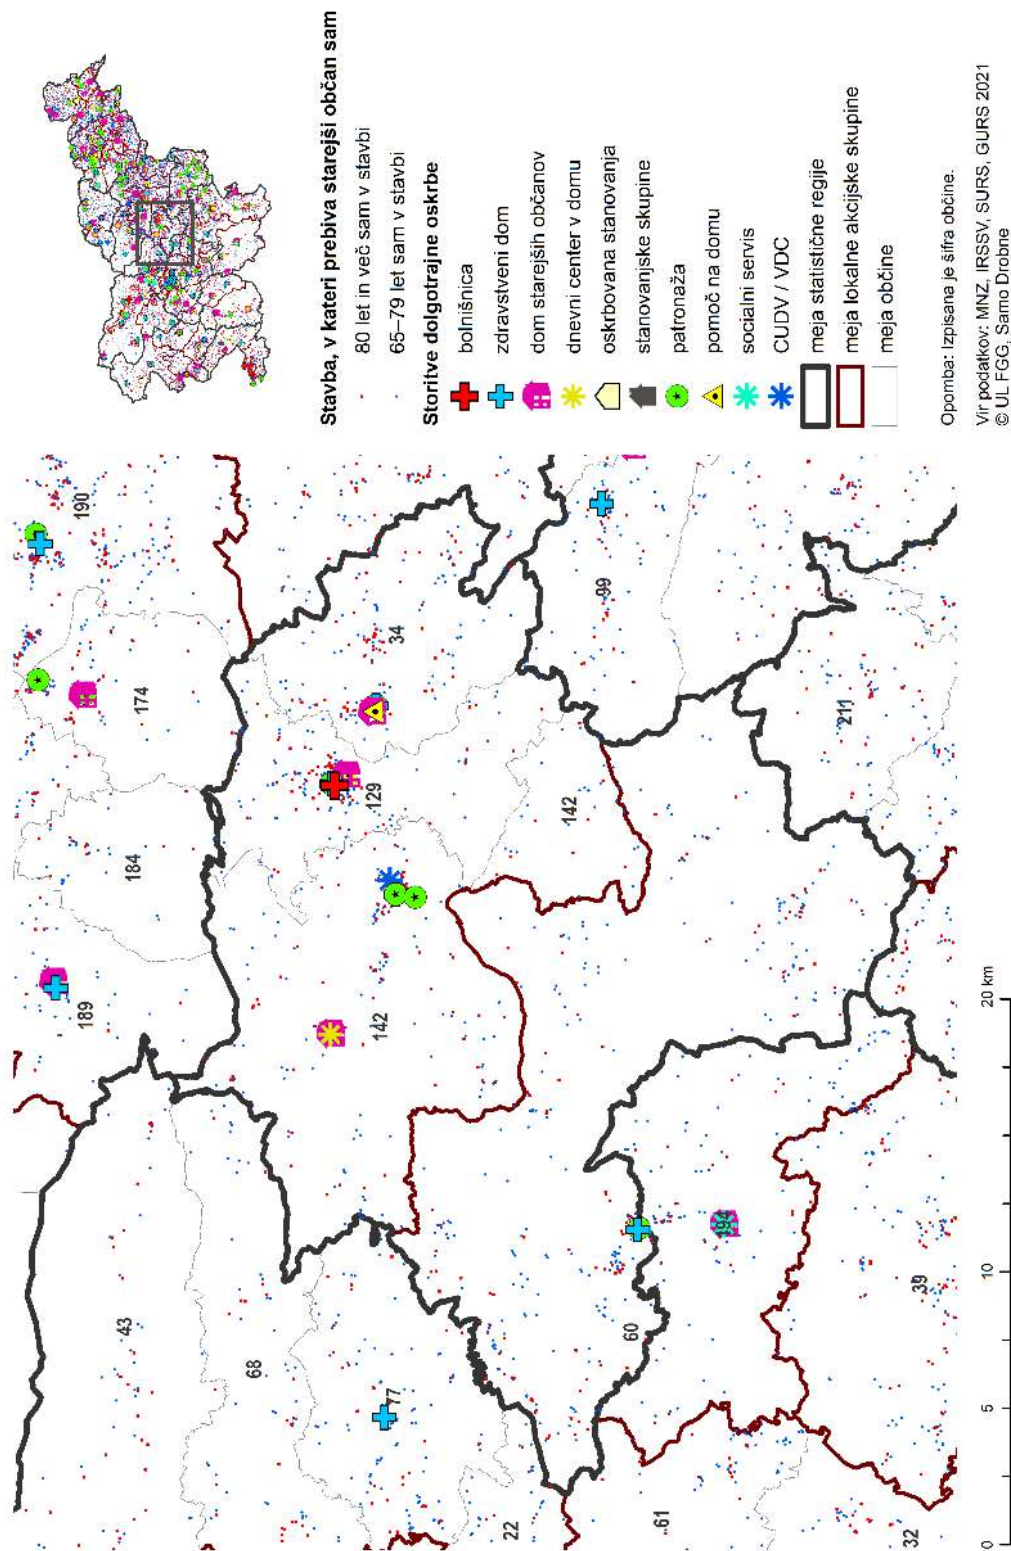 Stavba, v kateri prebiva starejši občan sam
80 let in več sam v stavbi
65–79 let sam v stavbi
Storitve dolgotrajne oskrbe
bolnišnica
zdravstveni dom
dom starejših občanov
dnevni center v domu
oskrbovana stanovanja
stanovanjske skupine
patronaža
pomoč na domu
socialni servis
CUDV / VDC
meja statistične regije
meja lokalne akcijske skupine
meja občine
Opomba: Izpisana je šifra občine.
Vir podatkov: MNZ, IRSSV, SURS, GURS 2021
© UL FGG, Samo Drobne
43
189
184
174
190
68
142
129
34
77
22
142
99
60
61
194
211
32
39
0
5
10
20 km